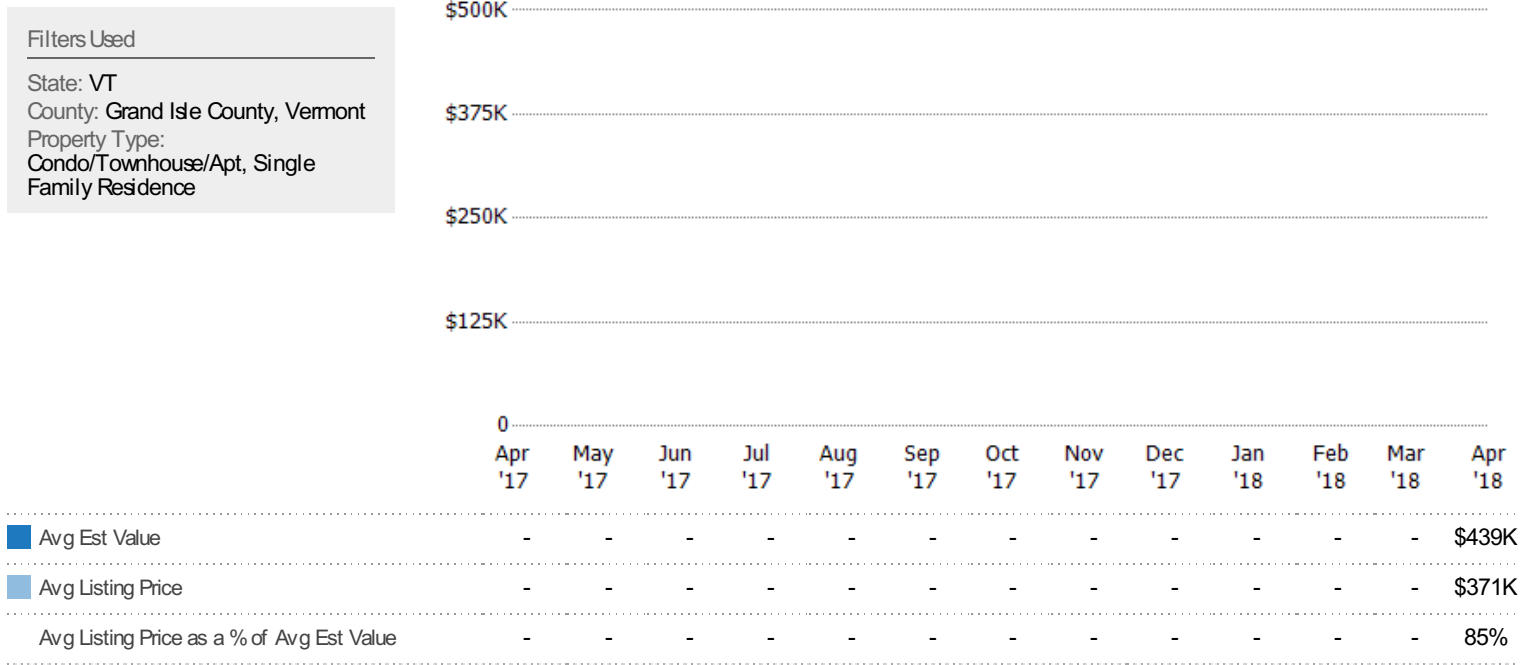 Filters Used
State: VT
County: Grand Isle County, Vermont
Property Type:
Condo/Townhouse/Apt, Single
Family Residence
$500K
$375K
$250K
$125K
0
Apr May Jun Jul Aug Sep Oct Nov Dec Jan Feb Mar Apr
'17 '17 '17 '17 '17 '17 '17 '17 '17 '18 '18 '18 '18
Avg Est Value - - - - - - - - - - - - $439K
Avg Listing Price - - - - - - - - - - - - $371K
Avg Listing Price as a % of Avg Est Value - - - - - - - - - - - - 85%